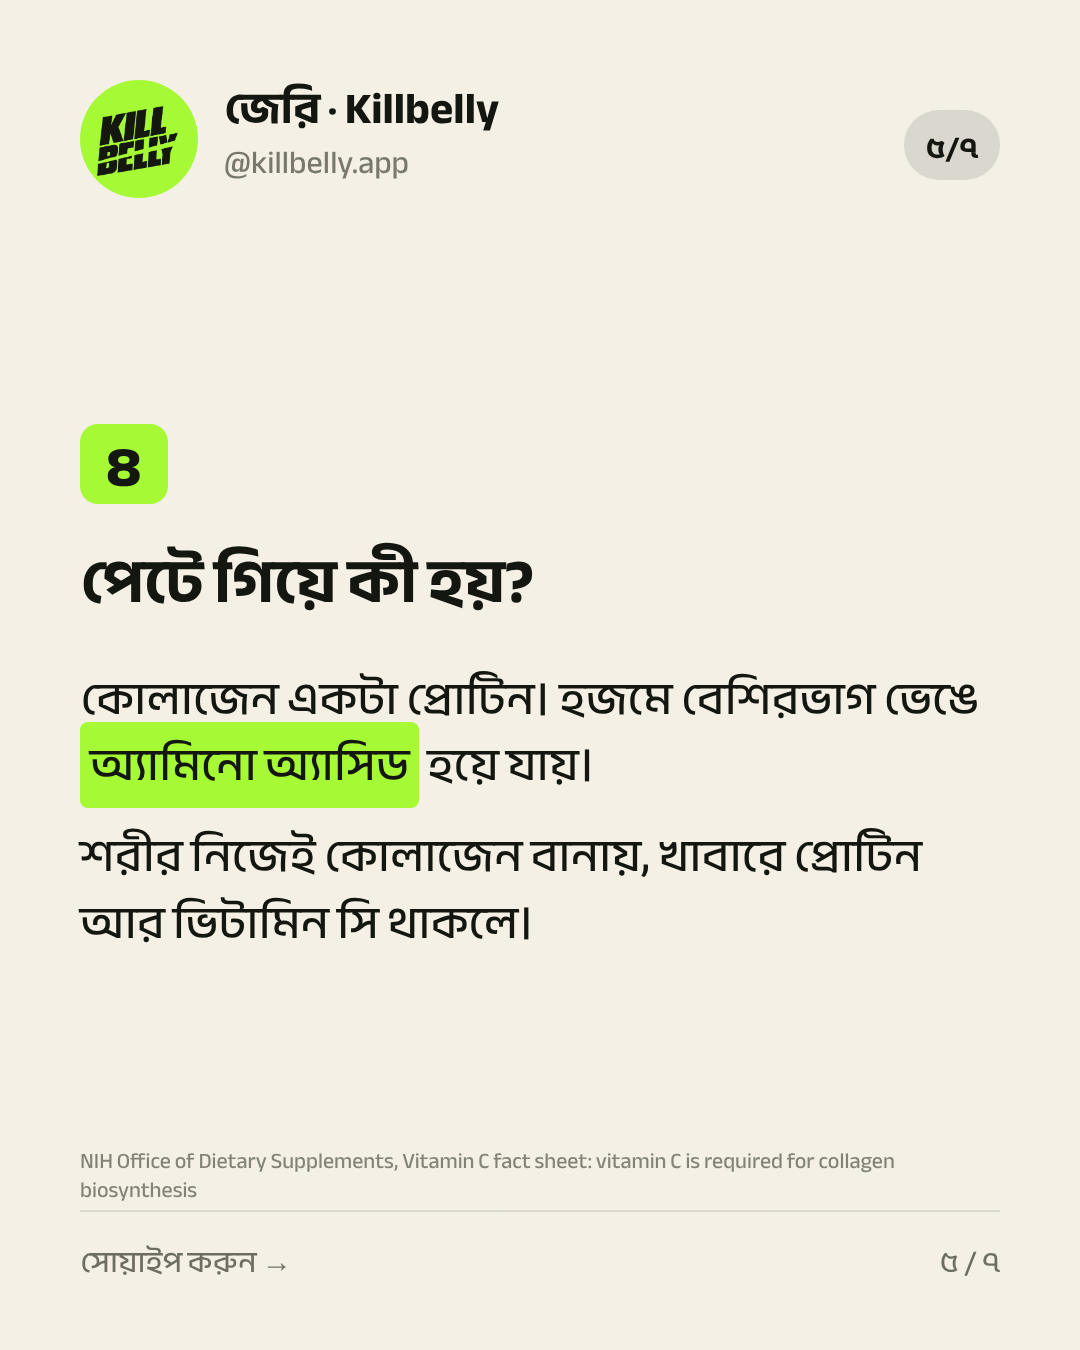 KILL
BELLY
BELLY
জেরি · Killbelly
@killbelly.app
৫/৭
৪
পেটে গিয়ে কী হয়?
কোলাজেন একটা প্রোটিন। হজমে বেশিরভাগ ভেঙে
অ্যামিনো অ্যাসিড হয়ে যায়।
শরীর নিজেই কোলাজেন বানায়, খাবারে প্রোটিন
আর ভিটামিন সি থাকলে।
NIH Office of Dietary Supplements, Vitamin C fact sheet: vitamin C is required for collagen
biosynthesis
সোয়াইপ করুন →
৫ / ৭